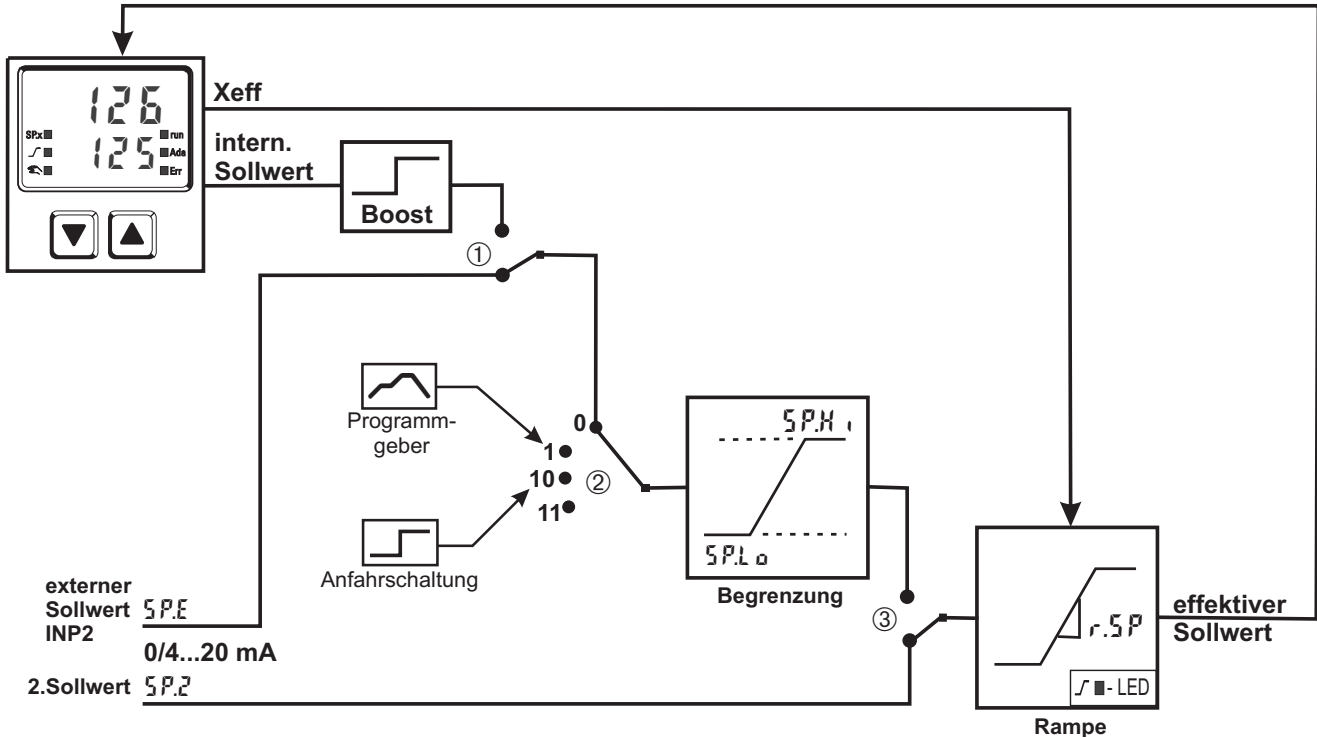 126
125
SP.x
run
Ada
Err
Xeff
intern.
Sollwert
Boost
①
Programm-
geber
0
1
10
11
②
Anfahrschaltung
SP.Hi
SP.Lo
Begrenzung
externer
Sollwert SP.E
INP2
0/4...20 mA
2.Sollwert SP.2
③
r.SP
- LED
Rampe
effektiver
Sollwert